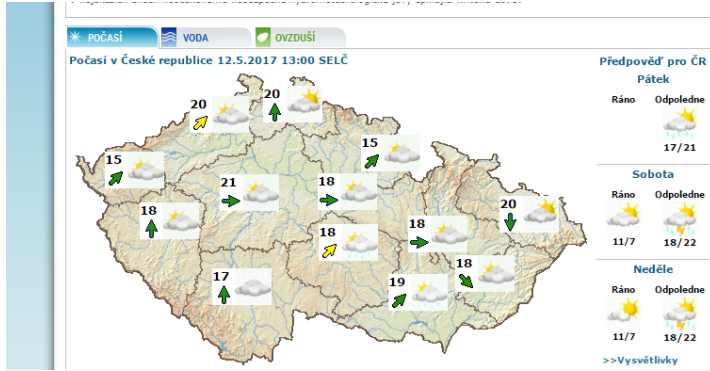 POČASÍ
VODA
OVZDUŠÍ
Počasí v České republice 12.5.2017 13:00 SELČ
20
20
15
15
21
18
18
20
18
18
18
17
19
Předpověď pro ČR
Pátek
Ráno Odpoledne
17/21
Sobota
Ráno Odpoledne
11/7 18/22
Neděle
Ráno Odpoledne
11/7 18/22
>>Vysvětlivky